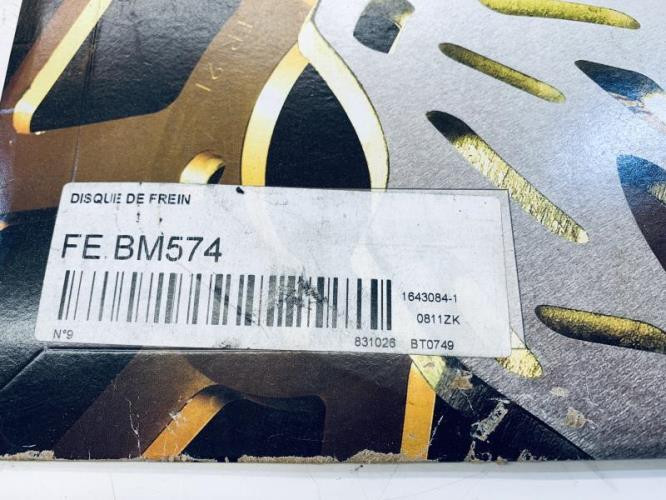 DISQUE DE FREIN
FE.BM574
1643084-1
0811ZK
N°9
831026 BT0749